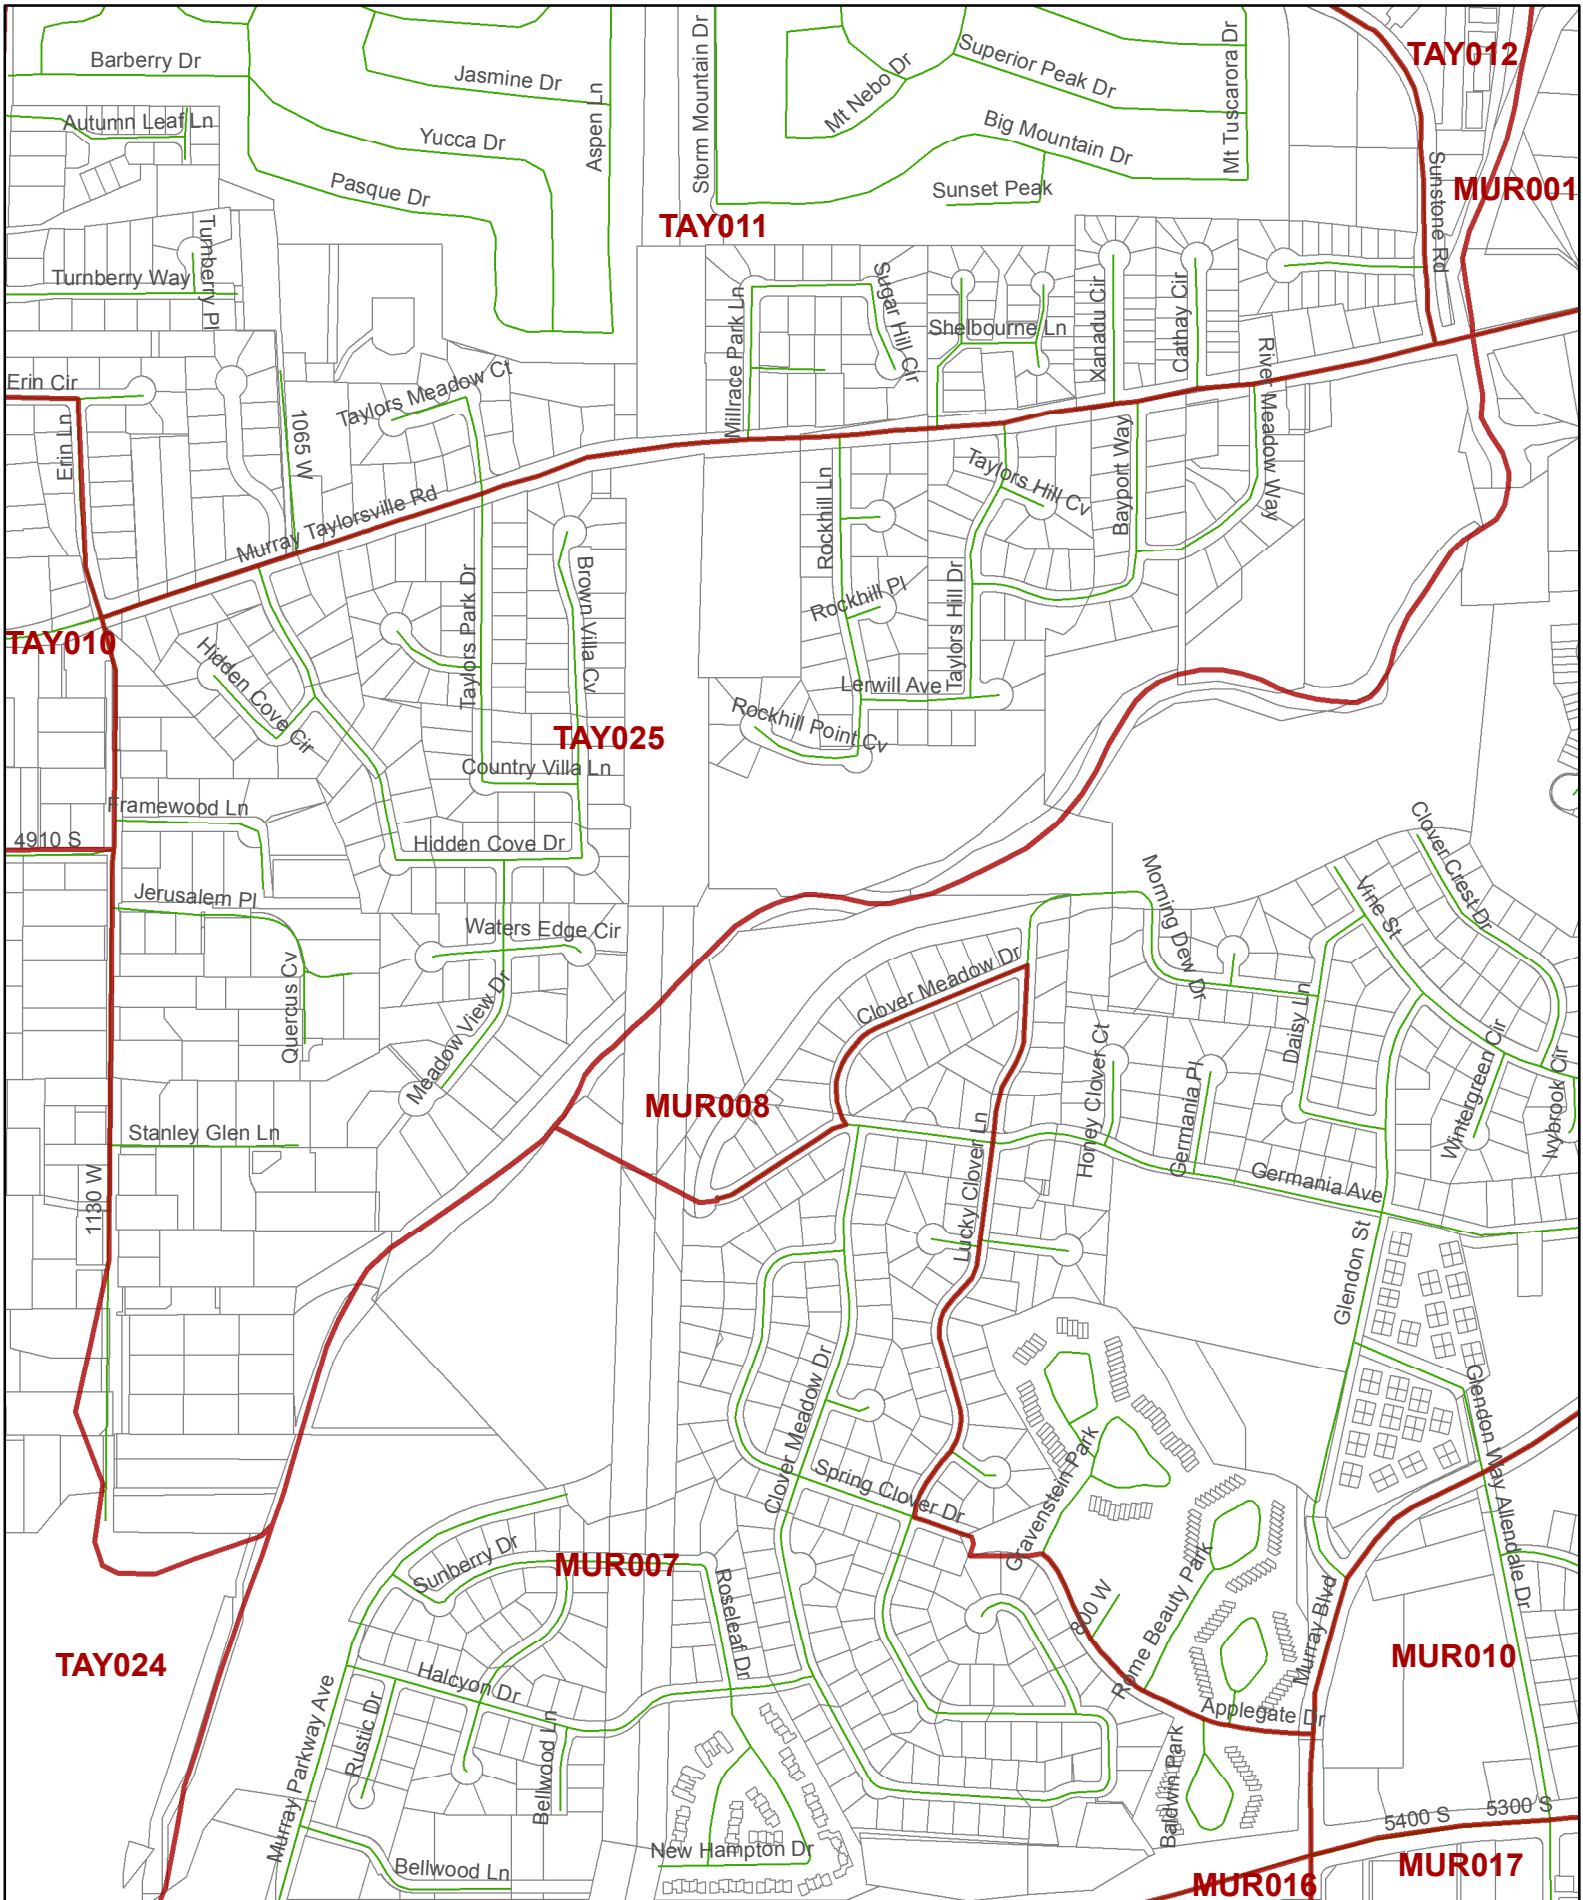 TAY012
Barberry Dr
Jasmine Dr
Aspen Ln
Storm Mountain Dr
Mt Nebo Dr
Superior Peak Dr
Mt Tuscarora Dr
Autumn Leaf Ln
Yucca Dr
Big Mountain Dr
Pasque Dr
Sunset Peak
Sunstone Rd
MUR001
TAY011
Turnberry Pl
Turnberry Way
Millrace Park Ln
Sugar Hill Cir
Shelbourne Ln
Xanadu Cir
Cathay Cir
River Meadow Way
Erin Cir
Erin Ln
1065 W
Taylors Meadow Ct
Murray Taylorsville Rd
Rockhill Ln
Taylors Hill Cv
Bayport Way
Taylors Park Dr
Brown Villa Cv
Rockhill Pl
Taylors Hill Dr
TAY010
Hidden Cove Cir
Lerwill Ave
Rockhill Point Cv
TAY025
Country Villa Ln
Framewood Ln
4910 S
Hidden Cove Dr
Clover Crest Dr
Vine St
Morning Dew Dr
Jerusalem Pl
Waters Edge Cir
Quercus Cv
Meadow View Dr
Clover Meadow Dr
Daisy Ln
Honey Clover Ct
Germania Pl
Wintergreen Cir
Ivybrook Cir
MUR008
Stanley Glen Ln
1130 W
Lucky Clover Ln
Germania Ave
Glendon St
Clover Meadow Dr
Glendon Way
Spring Clover Dr
Gravenstein Park
Allendale Dr
Sunberry Dr
MUR007
Roseleaf Dr
800 W
Rome Beauty Park
Murray Blvd
TAY024
MUR010
Halcyon Dr
Rustic Dr
Murray Parkway Ave
Bellwood Ln
Applegate Dr
Baldwin Park
New Hampton Dr
5400 S
5300 S
Bellwood Ln
MUR016
MUR017